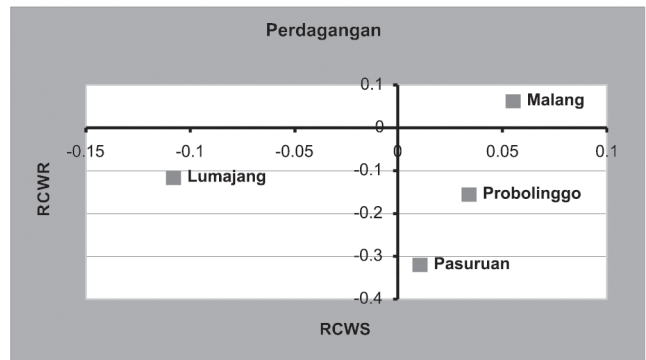 Perdagangan
0.1
Malang
0
-0.15
-0.1
-0.05
0
0.05
0.1
-0.1
Lumajang
Probolinggo
-0.2
-0.3
Pasuruan
-0.4
RCWR
RCWS